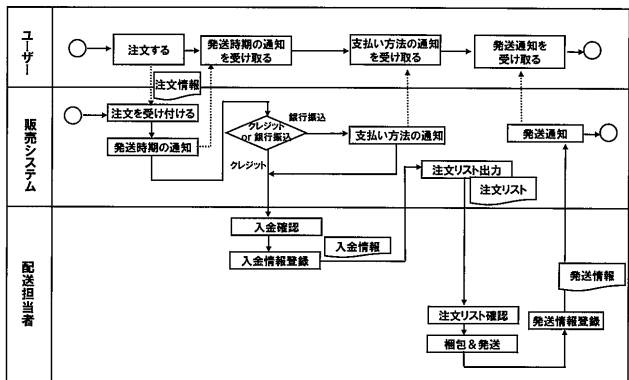 ユーザー
注文する
発送時期の通知
を受け取る
支払い方法の通知
を受け取る
発送通知を
受け取る
注文情報
販売システム
注文を受け付ける
発送時期の通知
クレジット
or 銀行振込
銀行振込
クレジット
支払い方法の通知
発送通知
注文リスト出力
注文リスト
配送担当者
入金確認
入金情報登録
入金情報
発送情報
注文リスト確認
発送情報登録
梱包&発送